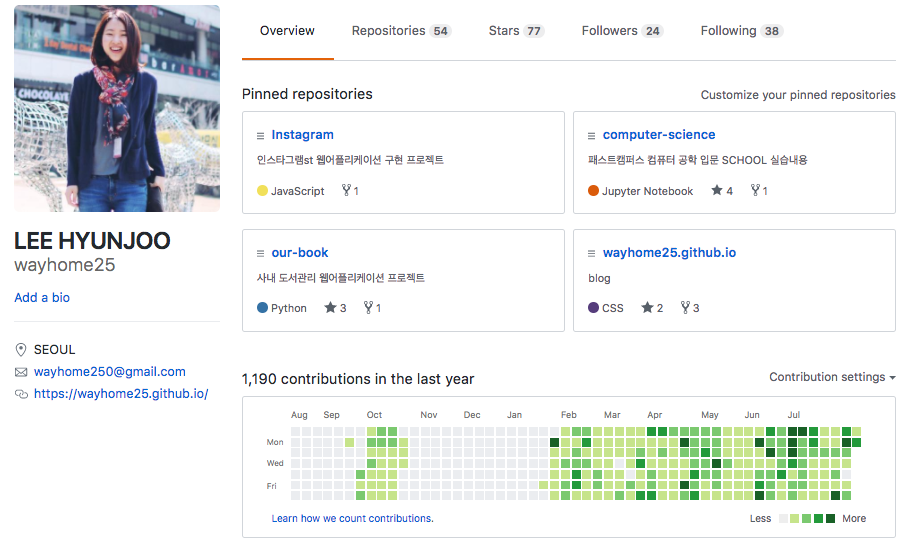 Overview Repositories 54 Stars 77 Followers 24 Following 38
Pinned repositories
Customize your pinned repositories
Instagram
인스타그램st 웹어플리케이션 구현 프로젝트
JavaScript 1
computer-science
패스트캠퍼스 컴퓨터 공학 입문 SCHOOL 실습내용
Jupyter Notebook 4 1
our-book
사내 도서관리 웹어플리케이션 프로젝트
Python 3 1
wayhome25.github.io
blog
CSS 2 3
CHOCOLAYE
LEE HYUNJOO
wayhome25
Add a bio
SEOUL
wayhome250@gmail.com
https://wayhome25.github.io/
1,190 contributions in the last year
Contribution settings
Aug Sep Oct Nov Dec Jan Feb Mar Apr May Jun Jul
Mon
Wed
Fri
Learn how we count contributions.
Less More